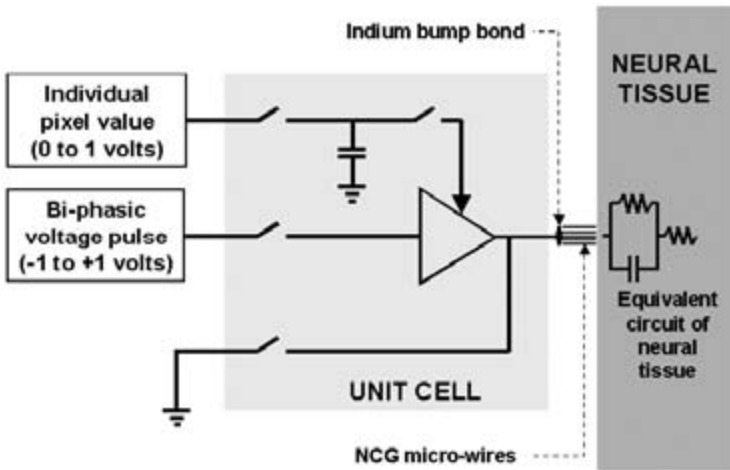 Indium bump bond
NEURAL
TISSUE
Individual
pixel value
(0 to 1 volts)
Bi-phasic
voltage pulse
(-1 to +1 volts)
Equivalent
circuit of
neural
tissue
UNIT CELL
NCG micro-wires